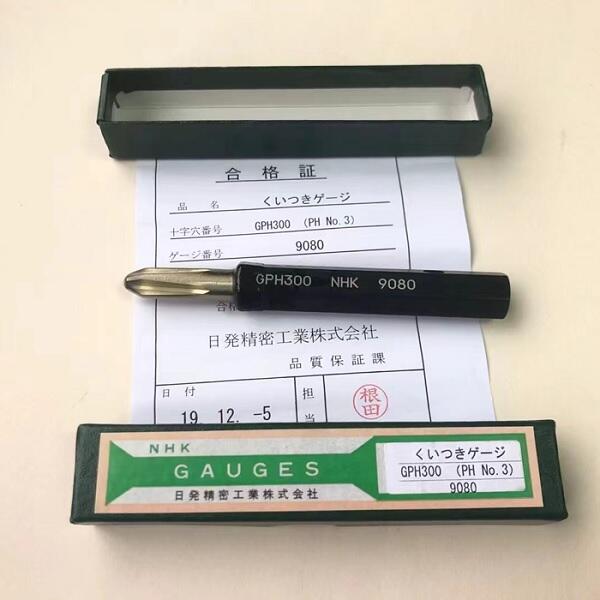 合格証
品名 くいつきゲージ
十字穴番号 GPH300 (PH No.3)
ゲージ番号 9080
GPH300 NHK 9080
日発精密工業株式会社
品質保証課
日付 担当
19. 12. -5 根田
NHK
GAUGES
日発精密工業株式会社
くいつきゲージ
GPH300 (PH No.3)
9080